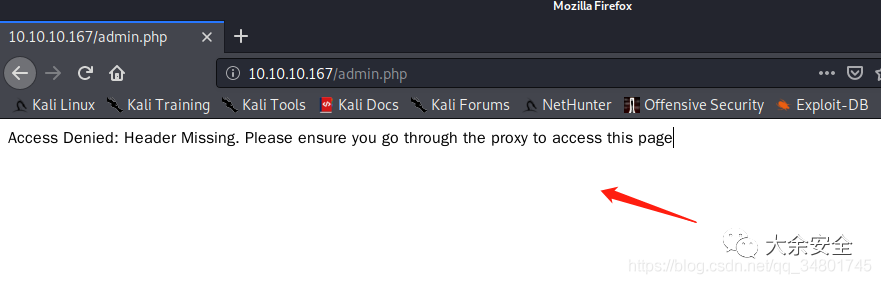 Mozilla Firefox
10.10.10.167/admin.php
10.10.10.167/admin.php
Kali Linux Kali Training Kali Tools Kali Docs Kali Forums NetHunter Offensive Security Exploit-DB
Access Denied: Header Missing. Please ensure you go through the proxy to access this page
大余安全
https://blog.csdn.net/qq_34801745